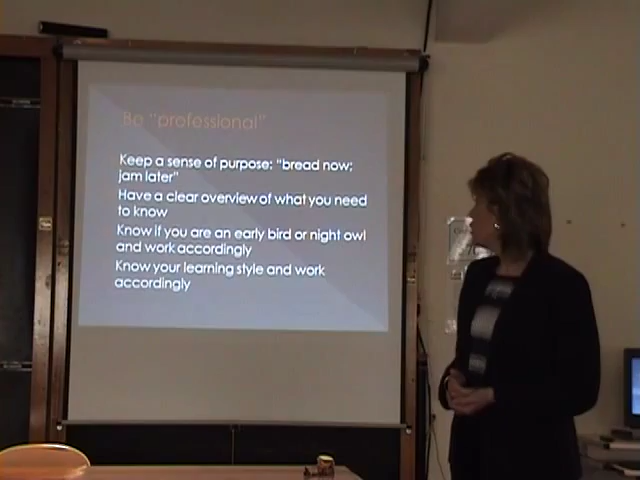 Be "professional"
Keep a sense of purpose: "bread now;
jam later"
Have a clear overview of what you need
to know
Know if you are an early bird or night owl
and work accordingly
Know your learning style and work
accordingly